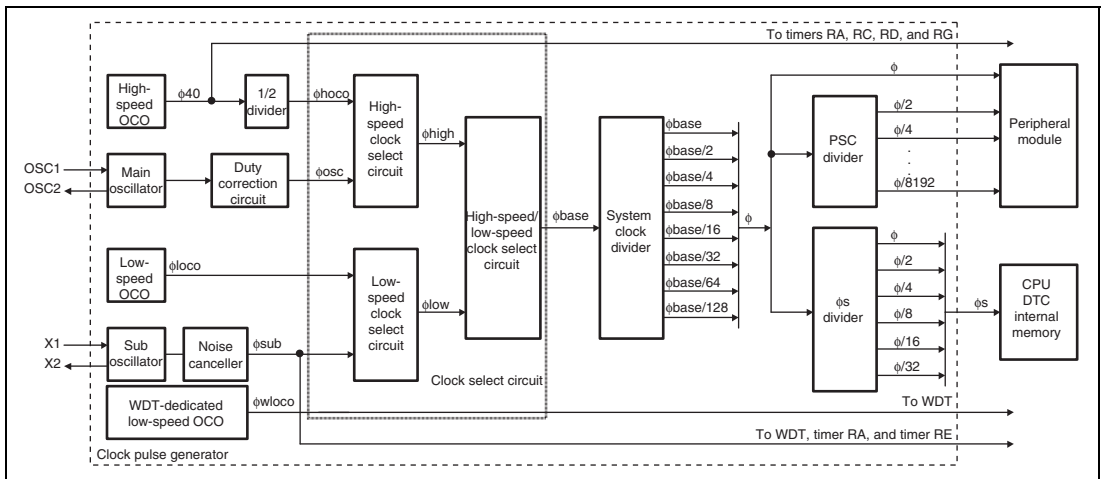 To timers RA, RC, RD, and RG
High-
speed
OCO
ϕ40
1/2
divider
ϕhoco
High-
speed
clock
select
circuit
ϕhigh
OSC1
OSC2
Main
oscillator
Duty
correction
circuit
ϕosc
High-speed/
low-speed
clock select
circuit
ϕbase
System
clock
divider
ϕbase
ϕbase/2
ϕbase/4
ϕbase/8
ϕbase/16
ϕbase/32
ϕbase/64
ϕbase/128
ϕ
ϕ
PSC
divider
ϕ/2
ϕ/4
.
.
.
ϕ/8192
Peripheral
module
Low-
speed
OCO
ϕloco
Low-
speed
clock
select
circuit
ϕlow
X1
X2
Sub
oscillator
Noise
canceller
ϕsub
Clock select circuit
ϕs
divider
ϕ
ϕ/2
ϕ/4
ϕ/8
ϕ/16
ϕ/32
ϕs
CPU
DTC
internal
memory
WDT-dedicated
low-speed OCO
ϕwloco
To WDT
To WDT, timer RA, and timer RE
Clock pulse generator